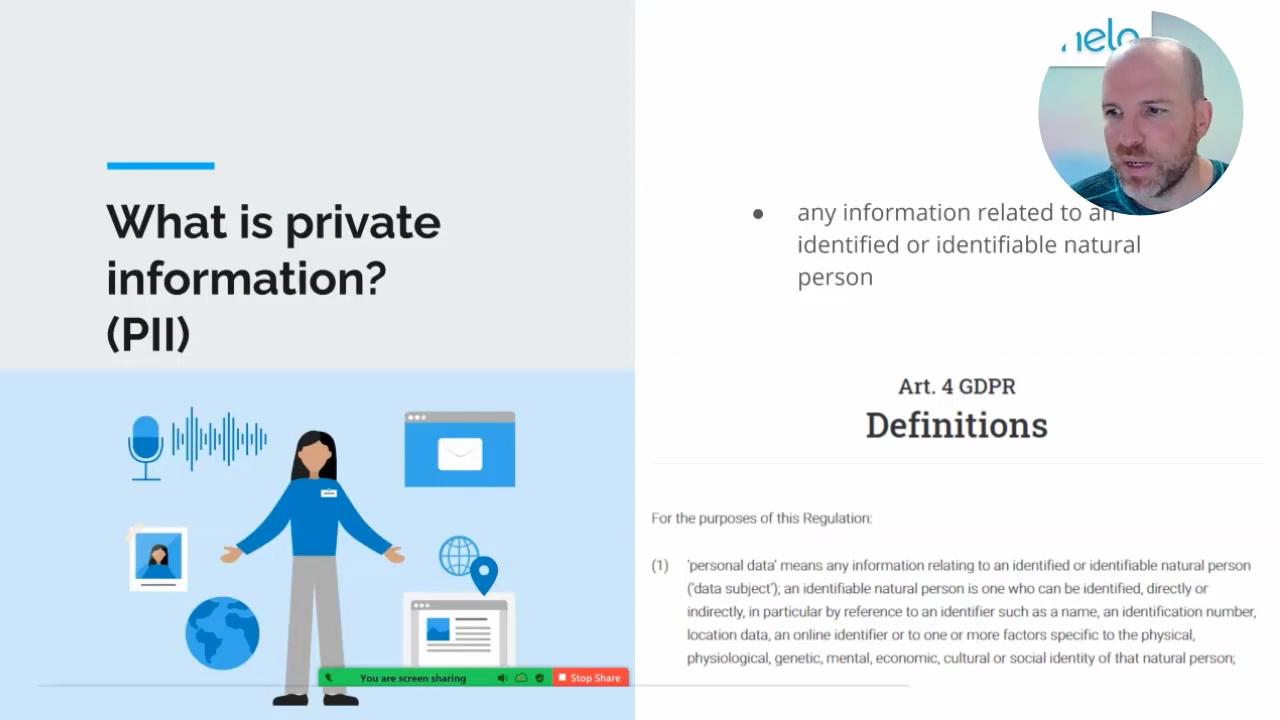 What is private
information?
(PII)
You are screen sharing
Stop Share
any information related to an
identified or identifiable natural
person
Art. 4 GDPR
Definitions
For the purposes of this Regulation:
(1) 'personal data' means any information relating to an identified or identifiable natural person
('data subject'); an identifiable natural person is one who can be identified, directly or
indirectly, in particular by reference to an identifier such as a name, an identification number,
location data, an online identifier or to one or more factors specific to the physical,
physiological, genetic, mental, economic, cultural or social identity of that natural person;